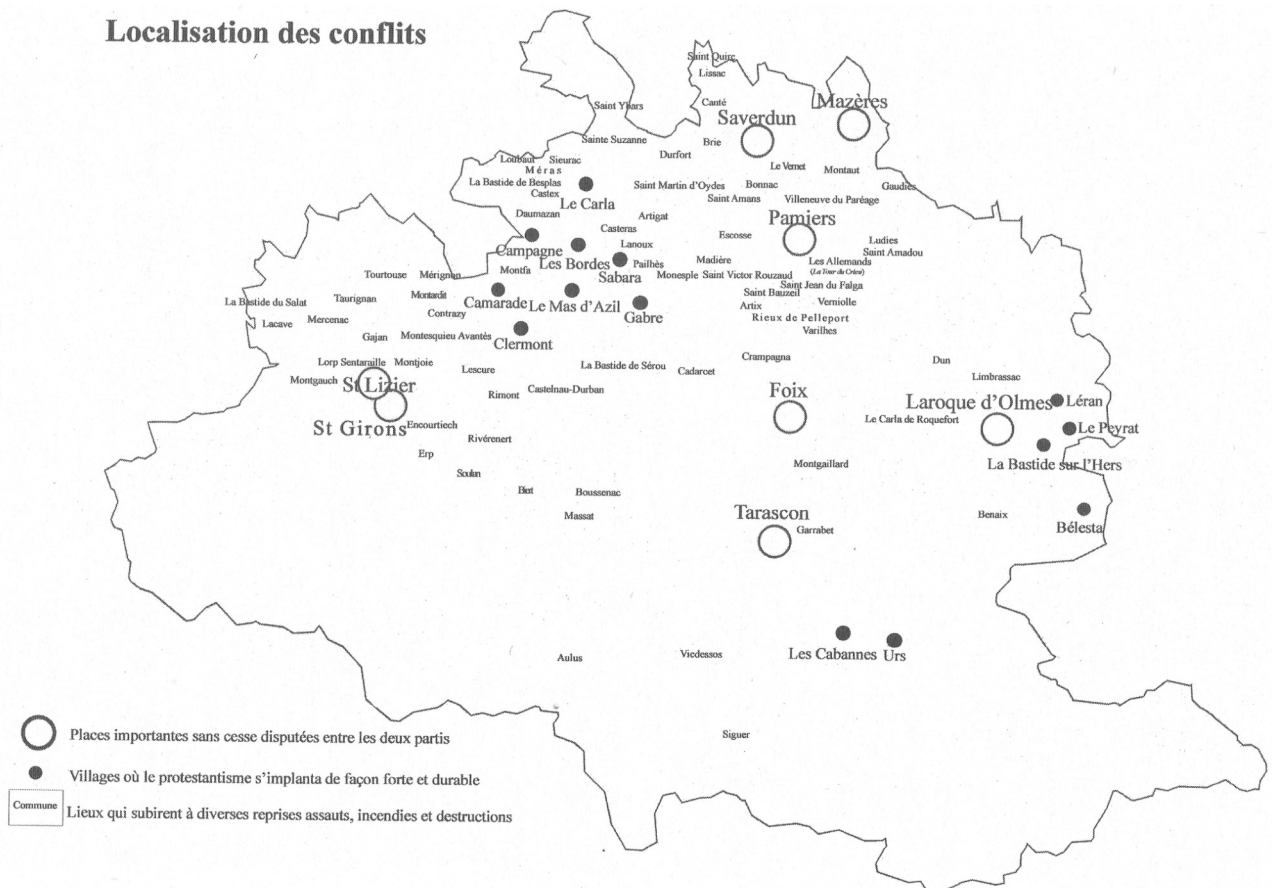 Localisation des conflits
Saint Quirc
Lissac
Saint Ybars
Canté
Mazères
Saverdun
Sainte Suzanne
Brie
Durfort
Loubaut
Sieurac
Méras
Le Vernet
Montaut
La Bastide de Besplas
Castex
Saint Martin d'Oydes
Bonnac
Gaudiès
Le Carla
Saint Amans
Villeneuve du Paréage
Daumazan
Artigat
Pamiers
Casteras
Escosse
Campagne
Lanoux
Ludies
Saint Amadou
Les Bordes
Pailhès
Madière
Les Allemands
(La Tour du Crieu)
Tourtouse
Mérignon
Montfa
Sabara
Monesple
Saint Victor Rouzaud
Saint Jean du Falga
Saint Bauzeil
La Bastide du Salat
Taurignan
Montardit
Camarade
Le Mas d'Azil
Gabre
Artix
Verniolle
Lacave
Mercenac
Contrazy
Rieux de Pelleport
Varilhes
Gajan
Montesquieu Avantès
Clermont
Lorp Sentaraille
Montjoie
Lescure
La Bastide de Sérou
Cadarcet
Crampagna
Dun
Limbrassac
Montgauch
St Lizier
Rimont
Castelnau-Durban
Foix
Laroque d'Olmes
Léran
St Girons
Encourtiech
Le Carla de Roquefort
Le Peyrat
Rivérenert
Erp
Soulan
Montgaillard
La Bastide sur l'Hers
Biert
Boussenac
Massat
Tarascon
Garrabet
Benaix
Bélesta
Aulus
Vicdessos
Les Cabannes
Urs
Siguer
Places importantes sans cesse disputées entre les deux partis
Villages où le protestantisme s'implanta de façon forte et durable
Commune
Lieux qui subirent à diverses reprises assauts, incendies et destructions